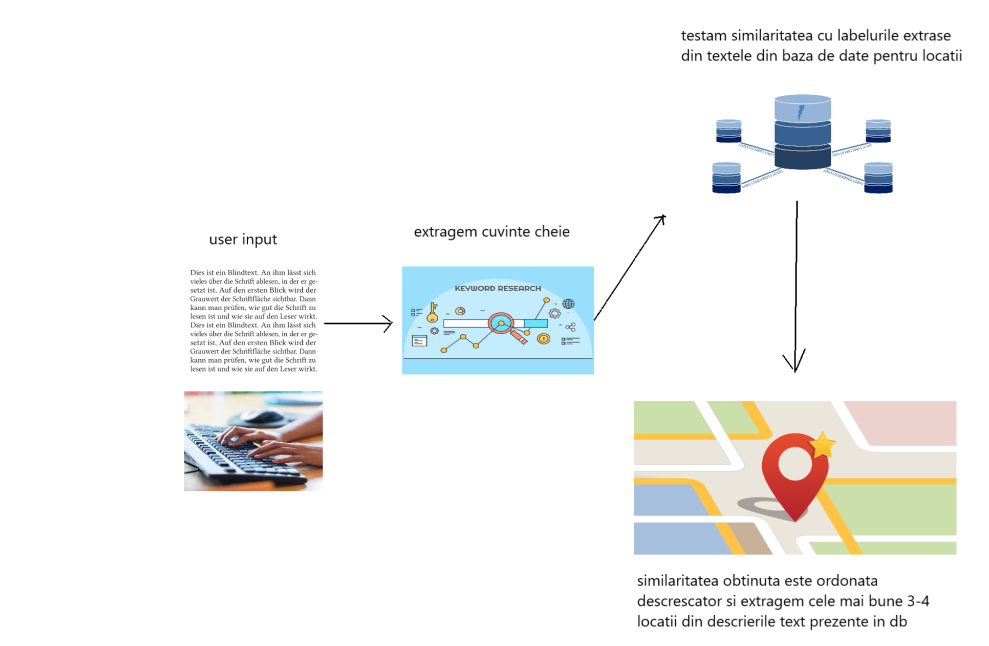 testam similaritatea cu labelurile extrase
din textele din baza de date pentru locatii
user input
extragem cuvinte cheie
Dies ist ein Blindtext. An ihm lässt sich
vieles über die Schrift ablesen, in der er ge-
setzt ist. Auf den ersten Blick wird der
Grauwert der Schriftfläche sichtbar. Dann
kann man prüfen, wie gut die Schrift zu
lesen ist und wie sie auf den Leser wirkt.
Dies ist ein Blindtext. An ihm lässt sich
vieles über die Schrift ablesen, in der er ge-
setzt ist. Auf den ersten Blick wird der
Grauwert der Schriftfläche sichtbar. Dann
kann man prüfen, wie gut die Schrift zu
lesen ist und wie sie auf den Leser wirkt.
KEYWORD RESEARCH
similaritatea obtinuta este ordonata
descrescator si extragem cele mai bune 3-4
locatii din descrierile text prezente in db